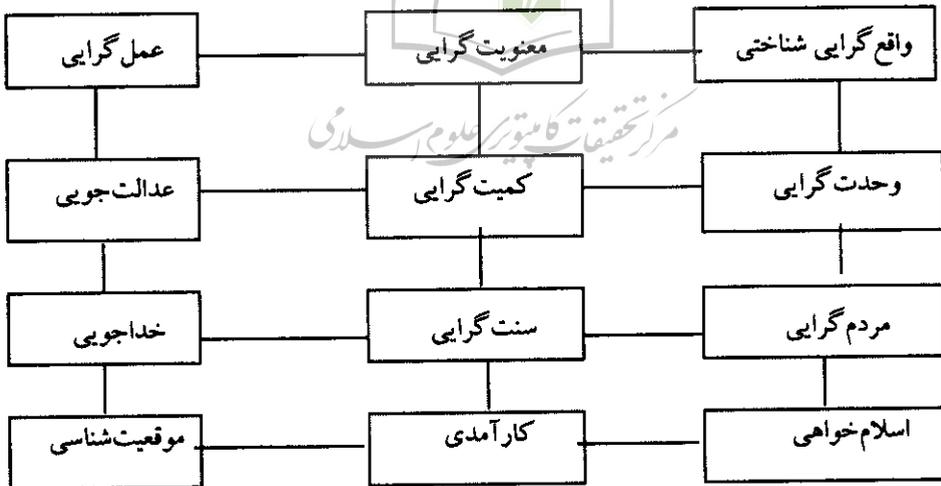 واقع گرایی شناختی
معنویت گرایی
عمل گرایی
مرکز تحقیقات کامپیوتری علوم اسلامی
وحدت گرایی
کمیت گرایی
عدالت جویی
مردم گرایی
سنت گرایی
خداجویی
اسلام خواهی
کارآمدی
موقعیت شناسی